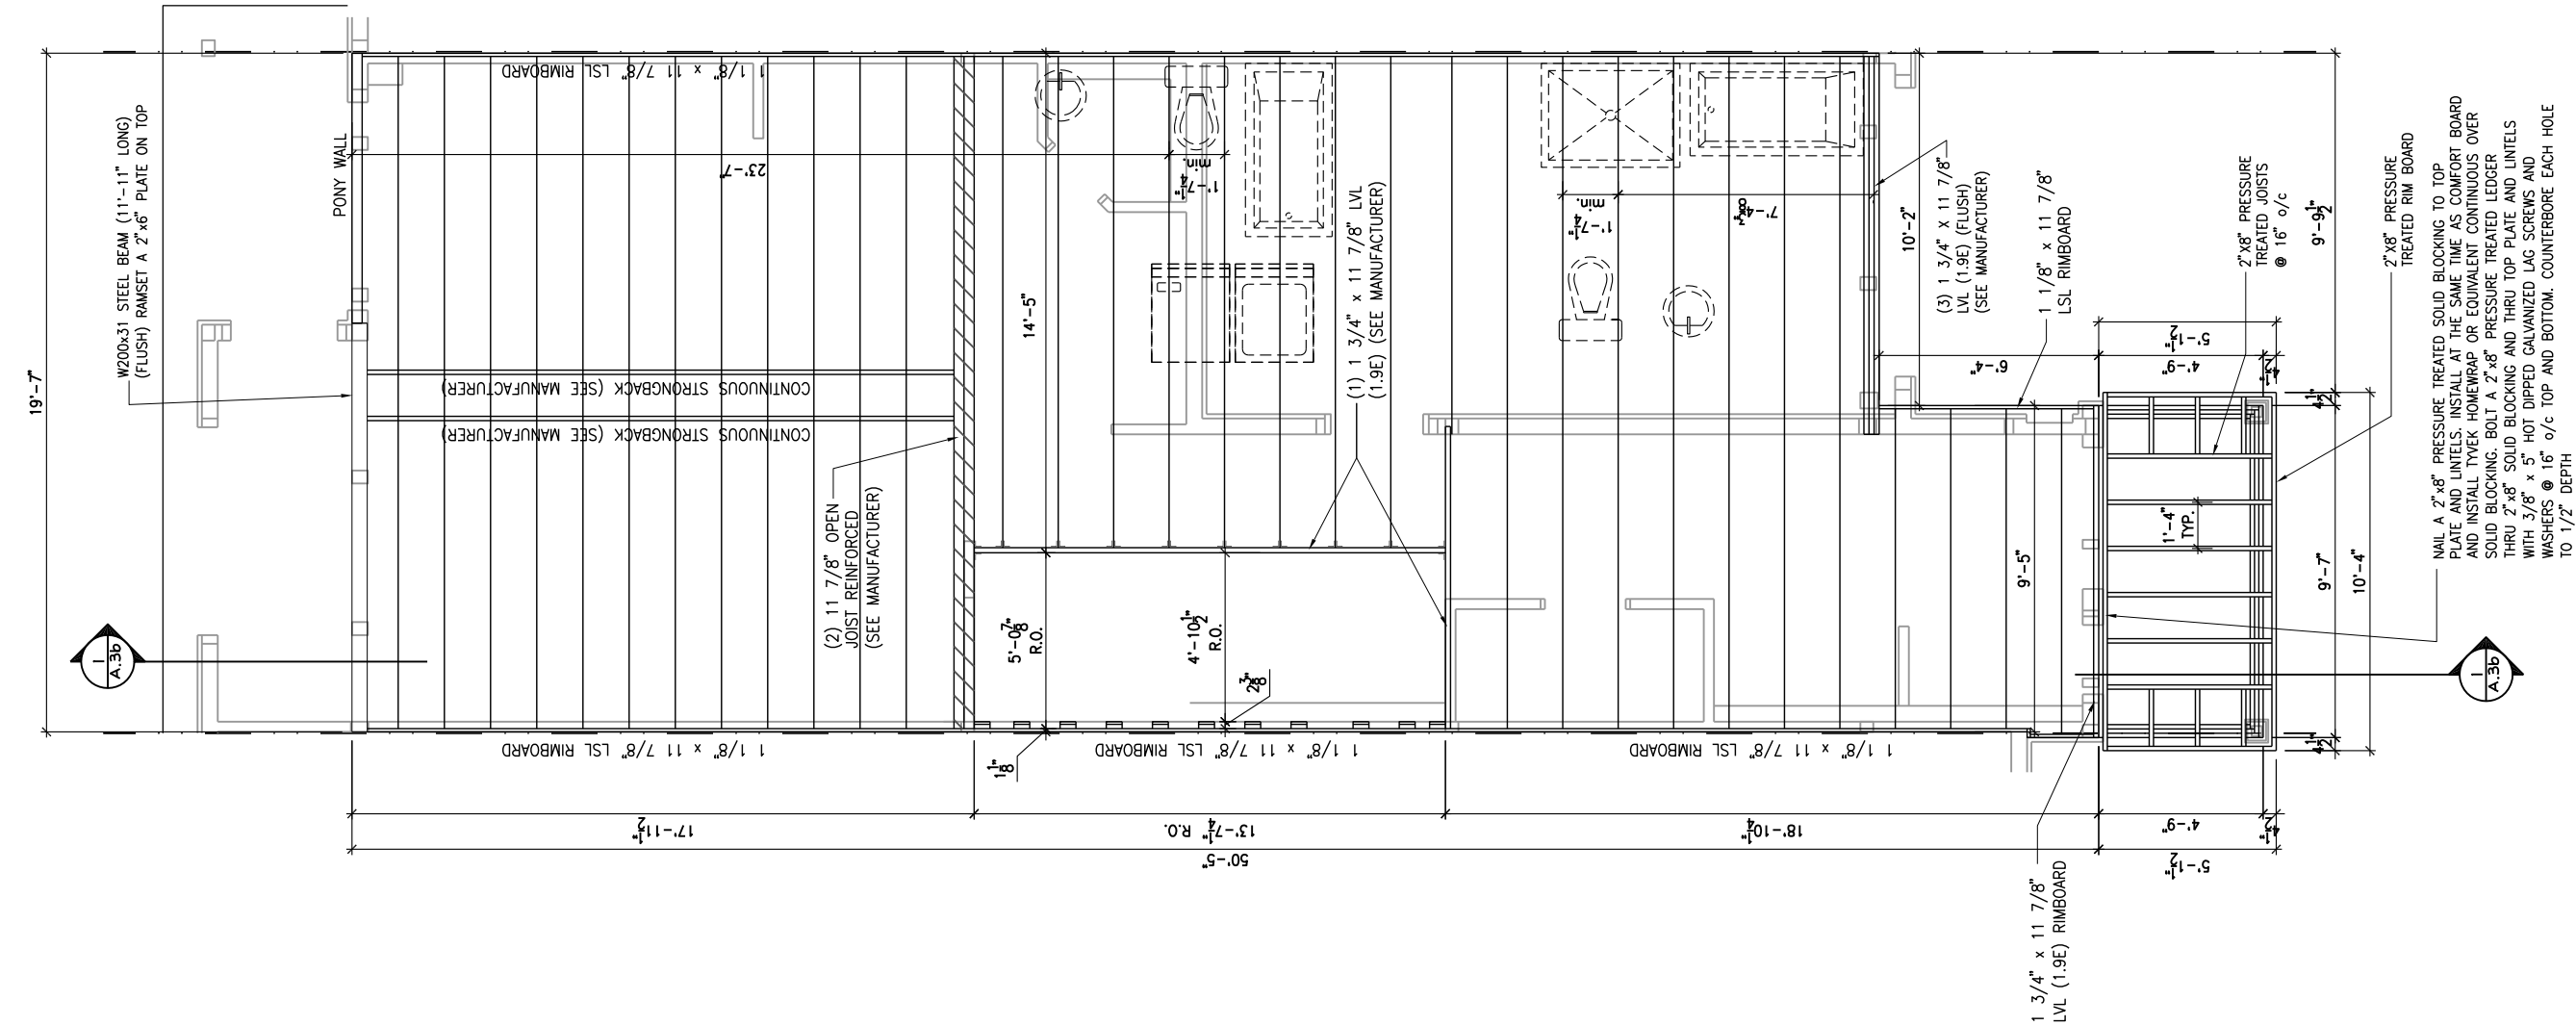 19'-7"
W200x31 STEEL BEAM (11'-11" LONG)
(FLUSH) RAMSET A 2"x6" PLATE ON TOP
PONY WALL
1 1/8" x 11 7/8" LSL RIMBOARD
CONTINUOUS STRONGBACK (SEE MANUFACTURER)
CONTINUOUS STRONGBACK (SEE MANUFACTURER)
23'-7"
1'-7 1/4"
min.
14'-5"
(2) 11 7/8" OPEN
JOIST REINFORCED
(SEE MANUFACTURER)
(1) 1 3/4" x 11 7/8" LVL
(1.9E) (SEE MANUFACTURER)
1'-7 1/4"
min.
7'-4 3/8"
10'-2"
(3) 1 3/4" x 11 7/8"
LVL (1.9E) (FLUSH)
(SEE MANUFACTURER)
1 1/8" x 11 7/8"
LSL RIMBOARD
6'-4"
9'-5"
5'-0 7/8"
R.O.
4'-10 1/2"
R.O.
2 3/8"
1 1/8"
1
A.3b
1
A.3b
1 1/8" x 11 7/8" LSL RIMBOARD
1 1/8" x 11 7/8" LSL RIMBOARD
1 1/8" x 11 7/8" LSL RIMBOARD
17'-11 1/2"
13'-7 1/4" R.O.
18'-10 1/4"
50'-5"
4'-9"
4 1/2"
5'-1 1/2"
1 3/4" x 11 7/8"
LVL (1.9E) RIMBOARD
5'-1 1/2"
4'-9"
4 1/2"
1'-4"
TYP.
4 1/2"
9'-9 1/2"
9'-7"
10'-4"
4 1/2"
2"x8" PRESSURE
TREATED JOISTS
@ 16" o/c
2"x8" PRESSURE
TREATED RIM BOARD
NAIL A 2"x8" PRESSURE TREATED SOLID BLOCKING TO TOP
PLATE AND LINTELS. INSTALL AT THE SAME TIME AS COMFORT BOARD
AND INSTALL TYVEK HOMEWRAP OR EQUIVALENT CONTINUOUS OVER
SOLID BLOCKING. BOLT A 2"x8" PRESSURE TREATED LEDGER
THRU 2"x8" SOLID BLOCKING AND THRU TOP PLATE AND LINTELS
WITH 3/8" x 5" HOT DIPPED GALVANIZED LAG SCREWS AND
WASHERS @ 16" o/c TOP AND BOTTOM. COUNTERBORE EACH HOLE
TO 1/2" DEPTH